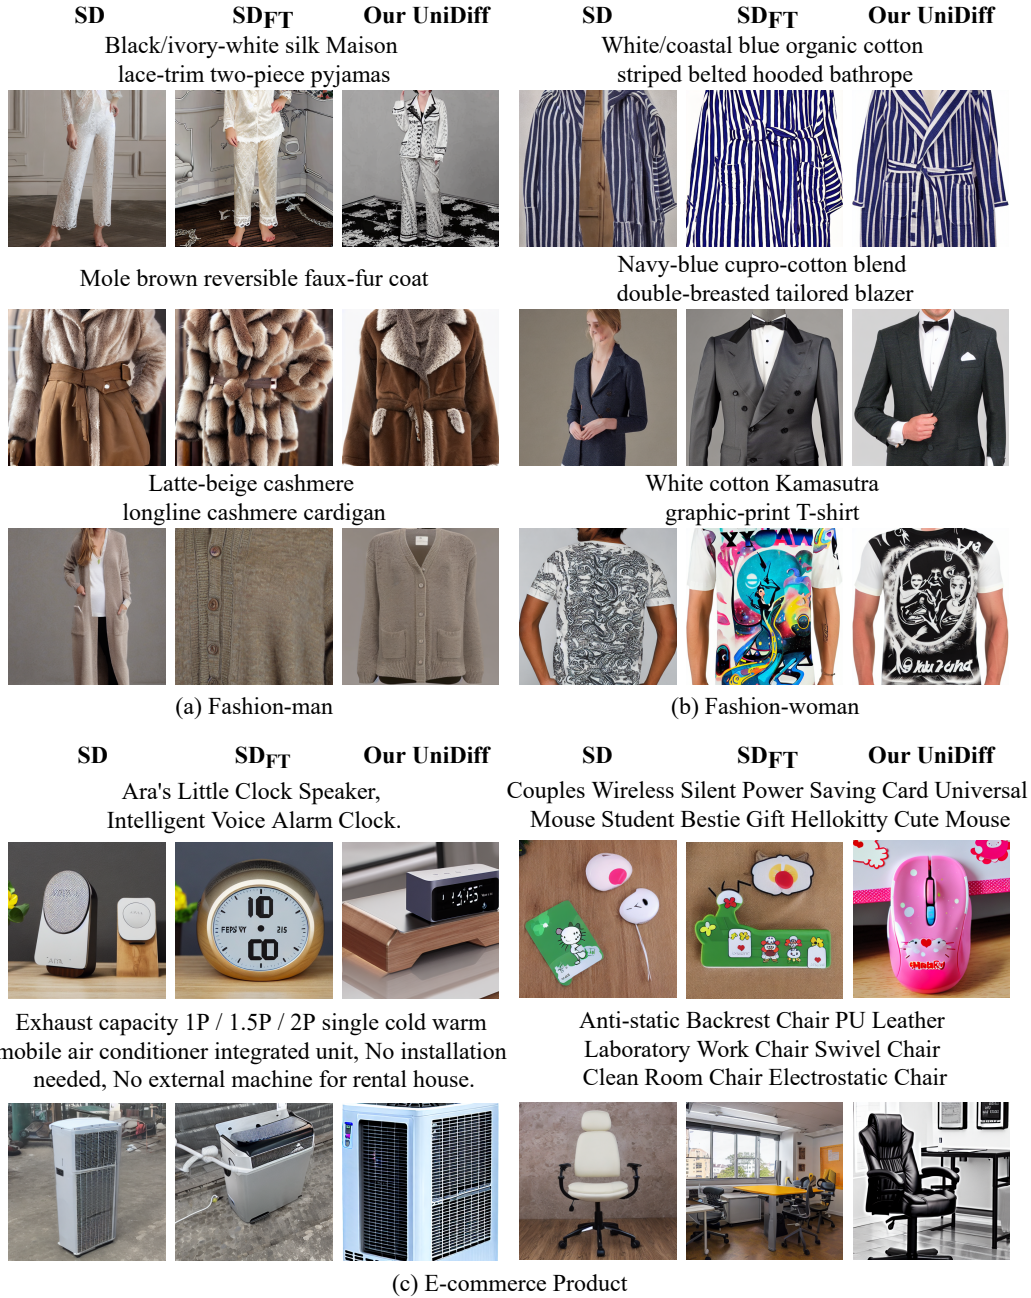 SD SD_FT Our UniDiff
Black/ivory-white silk Maison
lace-trim two-piece pyjamas
Mole brown reversible faux-fur coat
Latte-beige cashmere
longline cashmere cardigan
(a) Fashion-man
SD SD_FT Our UniDiff
White/coastal blue organic cotton
striped belted hooded bathrope
Navy-blue cupro-cotton blend
double-breasted tailored blazer
White cotton Kamasutra
graphic-print T-shirt
(b) Fashion-woman
SD SD_FT Our UniDiff
Ara's Little Clock Speaker,
Intelligent Voice Alarm Clock.
10
215
Exhaust capacity 1P / 1.5P / 2P single cold warm
mobile air conditioner integrated unit, No installation
needed, No external machine for rental house.
SD SD_FT Our UniDiff
Couples Wireless Silent Power Saving Card Universal
Mouse Student Bestie Gift Hellokitty Cute Mouse
Anti-static Backrest Chair PU Leather
Laboratory Work Chair Swivel Chair
Clean Room Chair Electrostatic Chair
(c) E-commerce Product